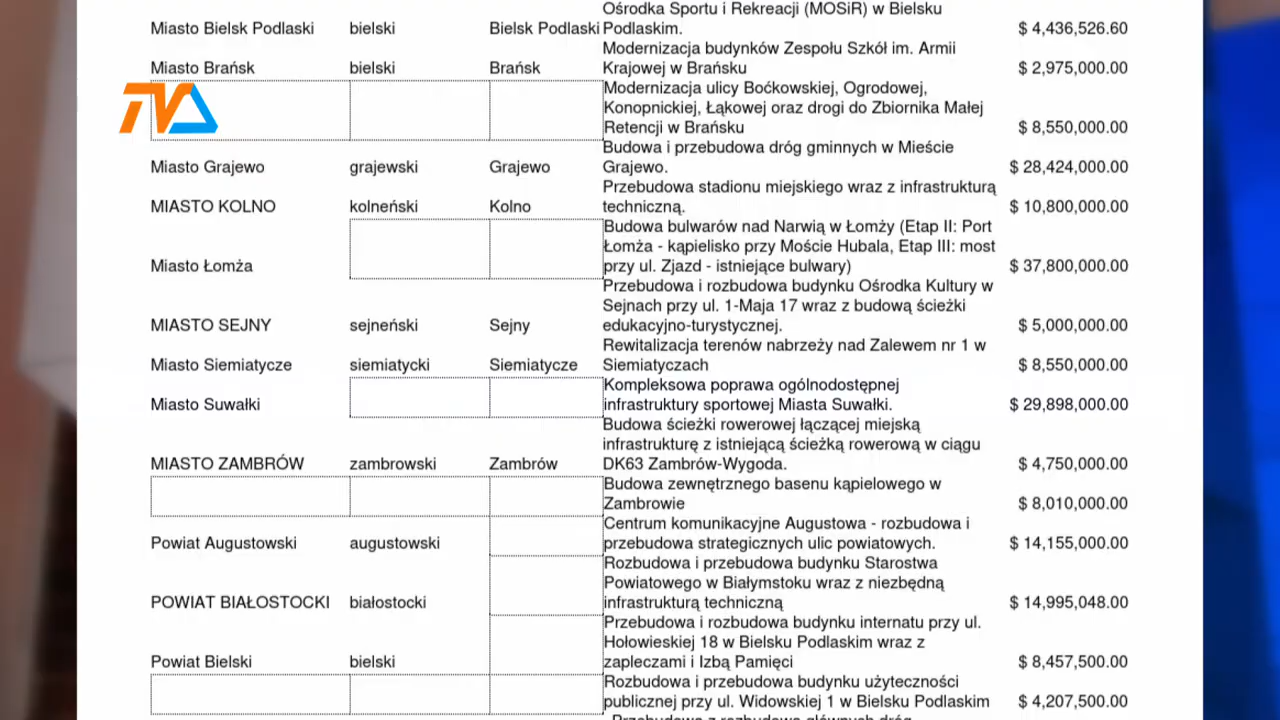 Ośrodka Sportu i Rekreacji (MOSiR) w Bielsku
Miasto Bielsk Podlaski bielski Bielsk Podlaski Podlaskim. $ 4,436,526.60
Modernizacja budynków Zespołu Szkół im. Armii
Miasto Brańsk bielski Brańsk Krajowej w Brańsku $ 2,975,000.00
TVA
Modernizacja ulicy Boćkowskiej, Ogrodowej,
Konopnickiej, Łąkowej oraz drogi do Zbiornika Małej
Retencji w Brańsku $ 8,550,000.00
Budowa i przebudowa dróg gminnych w Mieście
Miasto Grajewo grajewski Grajewo Grajewo. $ 28,424,000.00
Przebudowa stadionu miejskiego wraz z infrastrukturą
MIASTO KOLNO kolneński Kolno techniczną. $ 10,800,000.00
Budowa bulwarów nad Narwią w Łomży (Etap II: Port
Łomża - kąpielisko przy Moście Hubala, Etap III: most
Miasto Łomża przy ul. Zjazd - istniejące bulwary) $ 37,800,000.00
Przebudowa i rozbudowa budynku Ośrodka Kultury w
Sejnach przy ul. 1-Maja 17 wraz z budową ścieżki
MIASTO SEJNY sejneński Sejny edukacyjno-turystycznej. $ 5,000,000.00
Rewitalizacja terenów nabrzeży nad Zalewem nr 1 w
Miasto Siemiatycze siemiatycki Siemiatycze Siemiatyczach $ 8,550,000.00
Kompleksowa poprawa ogólnodostępnej
Miasto Suwałki infrastruktury sportowej Miasta Suwałki. $ 29,898,000.00
Budowa ścieżki rowerowej łączącej miejską
infrastrukturę z istniejącą ścieżką rowerową w ciągu
MIASTO ZAMBRÓW zambrowski Zambrów DK63 Zambrów-Wygoda. $ 4,750,000.00
Budowa zewnętrznego basenu kąpielowego w
Zambrowie $ 8,010,000.00
Centrum komunikacyjne Augustowa - rozbudowa i
Powiat Augustowski augustowski przebudowa strategicznych ulic powiatowych. $ 14,155,000.00
Rozbudowa i przebudowa budynku Starostwa
Powiatowego w Białymstoku wraz z niezbędną
POWIAT BIAŁOSTOCKI białostocki infrastrukturą techniczną $ 14,995,048.00
Przebudowa i rozbudowa budynku internatu przy ul.
Hołowieskiej 18 w Bielsku Podlaskim wraz z
Powiat Bielski bielski zapleczami i Izbą Pamięci $ 8,457,500.00
Rozbudowa i przebudowa budynku użyteczności
publicznej przy ul. Widowskiej 1 w Bielsku Podlaskim $ 4,207,500.00
Przebudowa z rozbudową głównych dróg